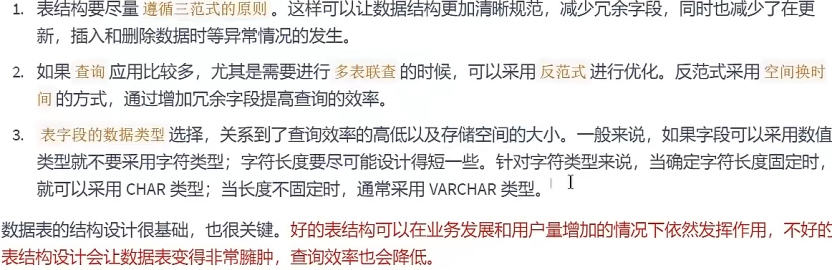 1. 表结构要尽量 遵循三范式的原则 。这样可以让数据结构更加清晰规范，减少冗余字段，同时也减少了在更
新，插入和删除数据时等异常情况的发生。
2. 如果 查询 应用比较多，尤其是需要进行 多表联查 的时候，可以采用 反范式 进行优化。反范式采用 空间换时
间 的方式，通过增加冗余字段提高查询的效率。
3. 表字段的数据类型 选择，关系到了查询效率的高低以及存储空间的大小。一般来说，如果字段可以采用数值
类型就不要采用字符类型；字符长度要尽可能设计得短一些。针对字符类型来说，当确定字符长度固定时，
就可以采用 CHAR 类型；当长度不固定时，通常采用 VARCHAR 类型。
数据表的结构设计很基础，也很关键。好的表结构可以在业务发展和用户量增加的情况下依然发挥作用，不好的
表结构设计会让数据表变得非常臃肿，查询效率也会降低。